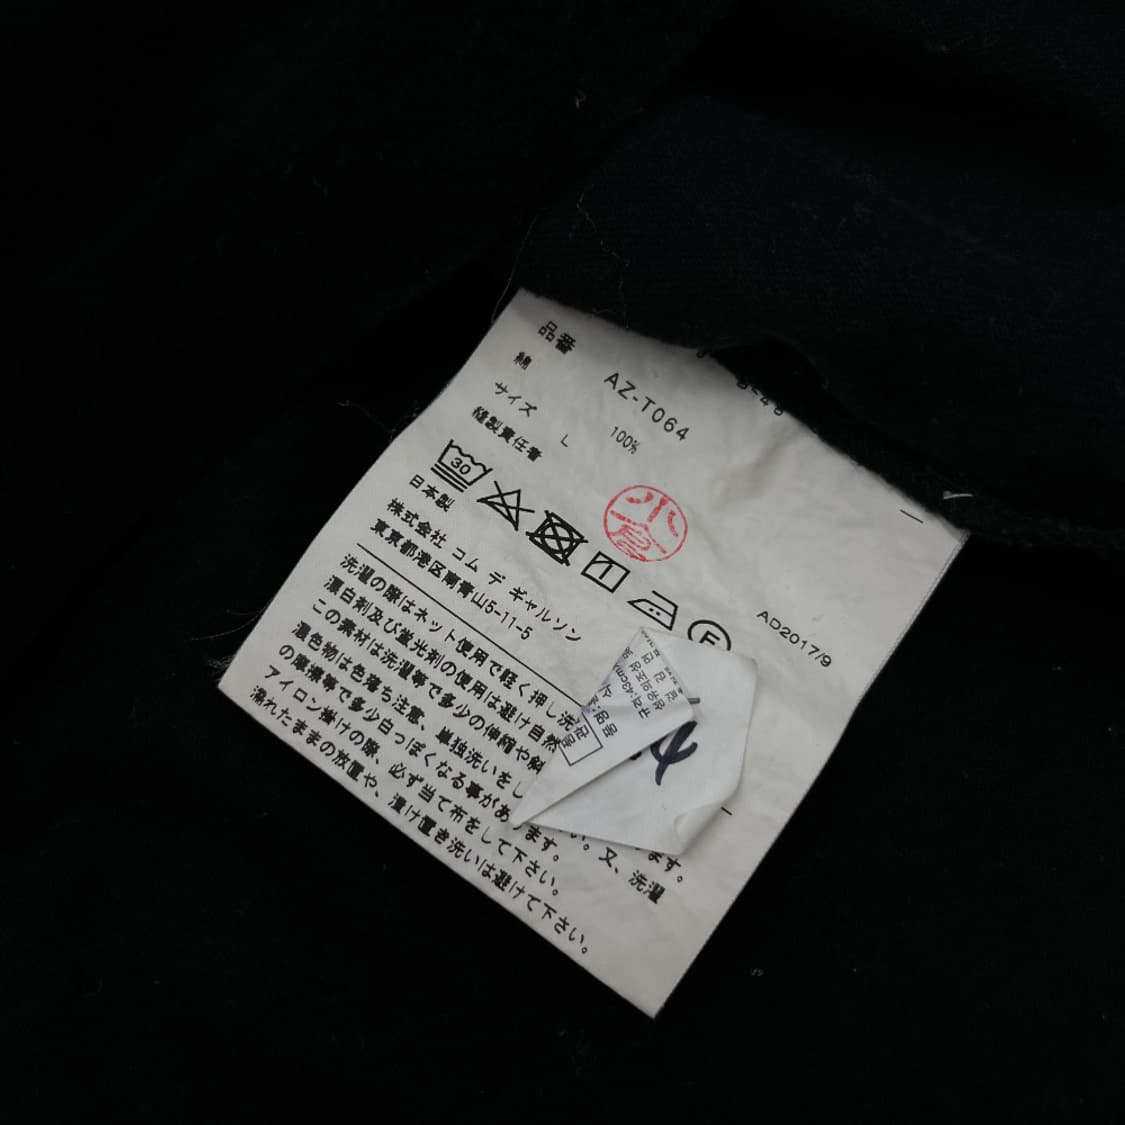 品番
AZ-T064
綿 100%
サイズ L
縫製責任者
30
F
AD2017/9
日本製
株式会社 コム デ ギャルソン
東京都港区南青山5-11-5
洗濯の際はネット使用で軽く押し洗
漂白剤及び蛍光剤の使用は避け自然
この素材は洗濯等で多少の伸縮や斜 ます。
濃色物は色落ち注意、単独洗いをし い。又、洗濯
の摩擦等で多少白っぽくなる事があります。
アイロン掛けの際、必ず当て布をして下さい。
濡れたままの放置や、漬け置き洗いは避けて下さい。